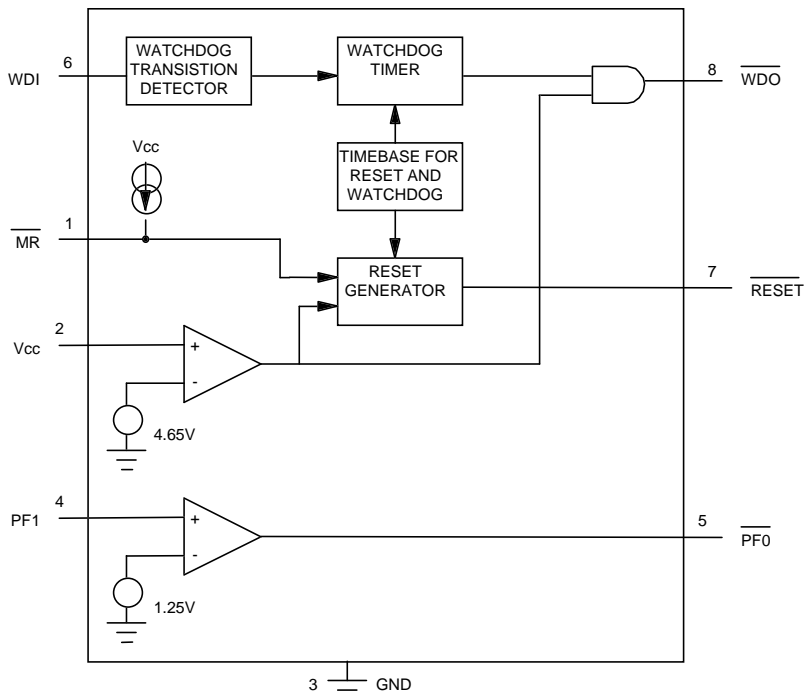 6
WDI
WATCHDOG
TRANSISTION
DETECTOR
WATCHDOG
TIMER
8
WDO
Vcc
TIMEBASE FOR
RESET AND
WATCHDOG
1
MR
RESET
GENERATOR
7
RESET
2
Vcc
+
-
4.65V
4
PF1
+
-
1.25V
5
PF0
3
GND